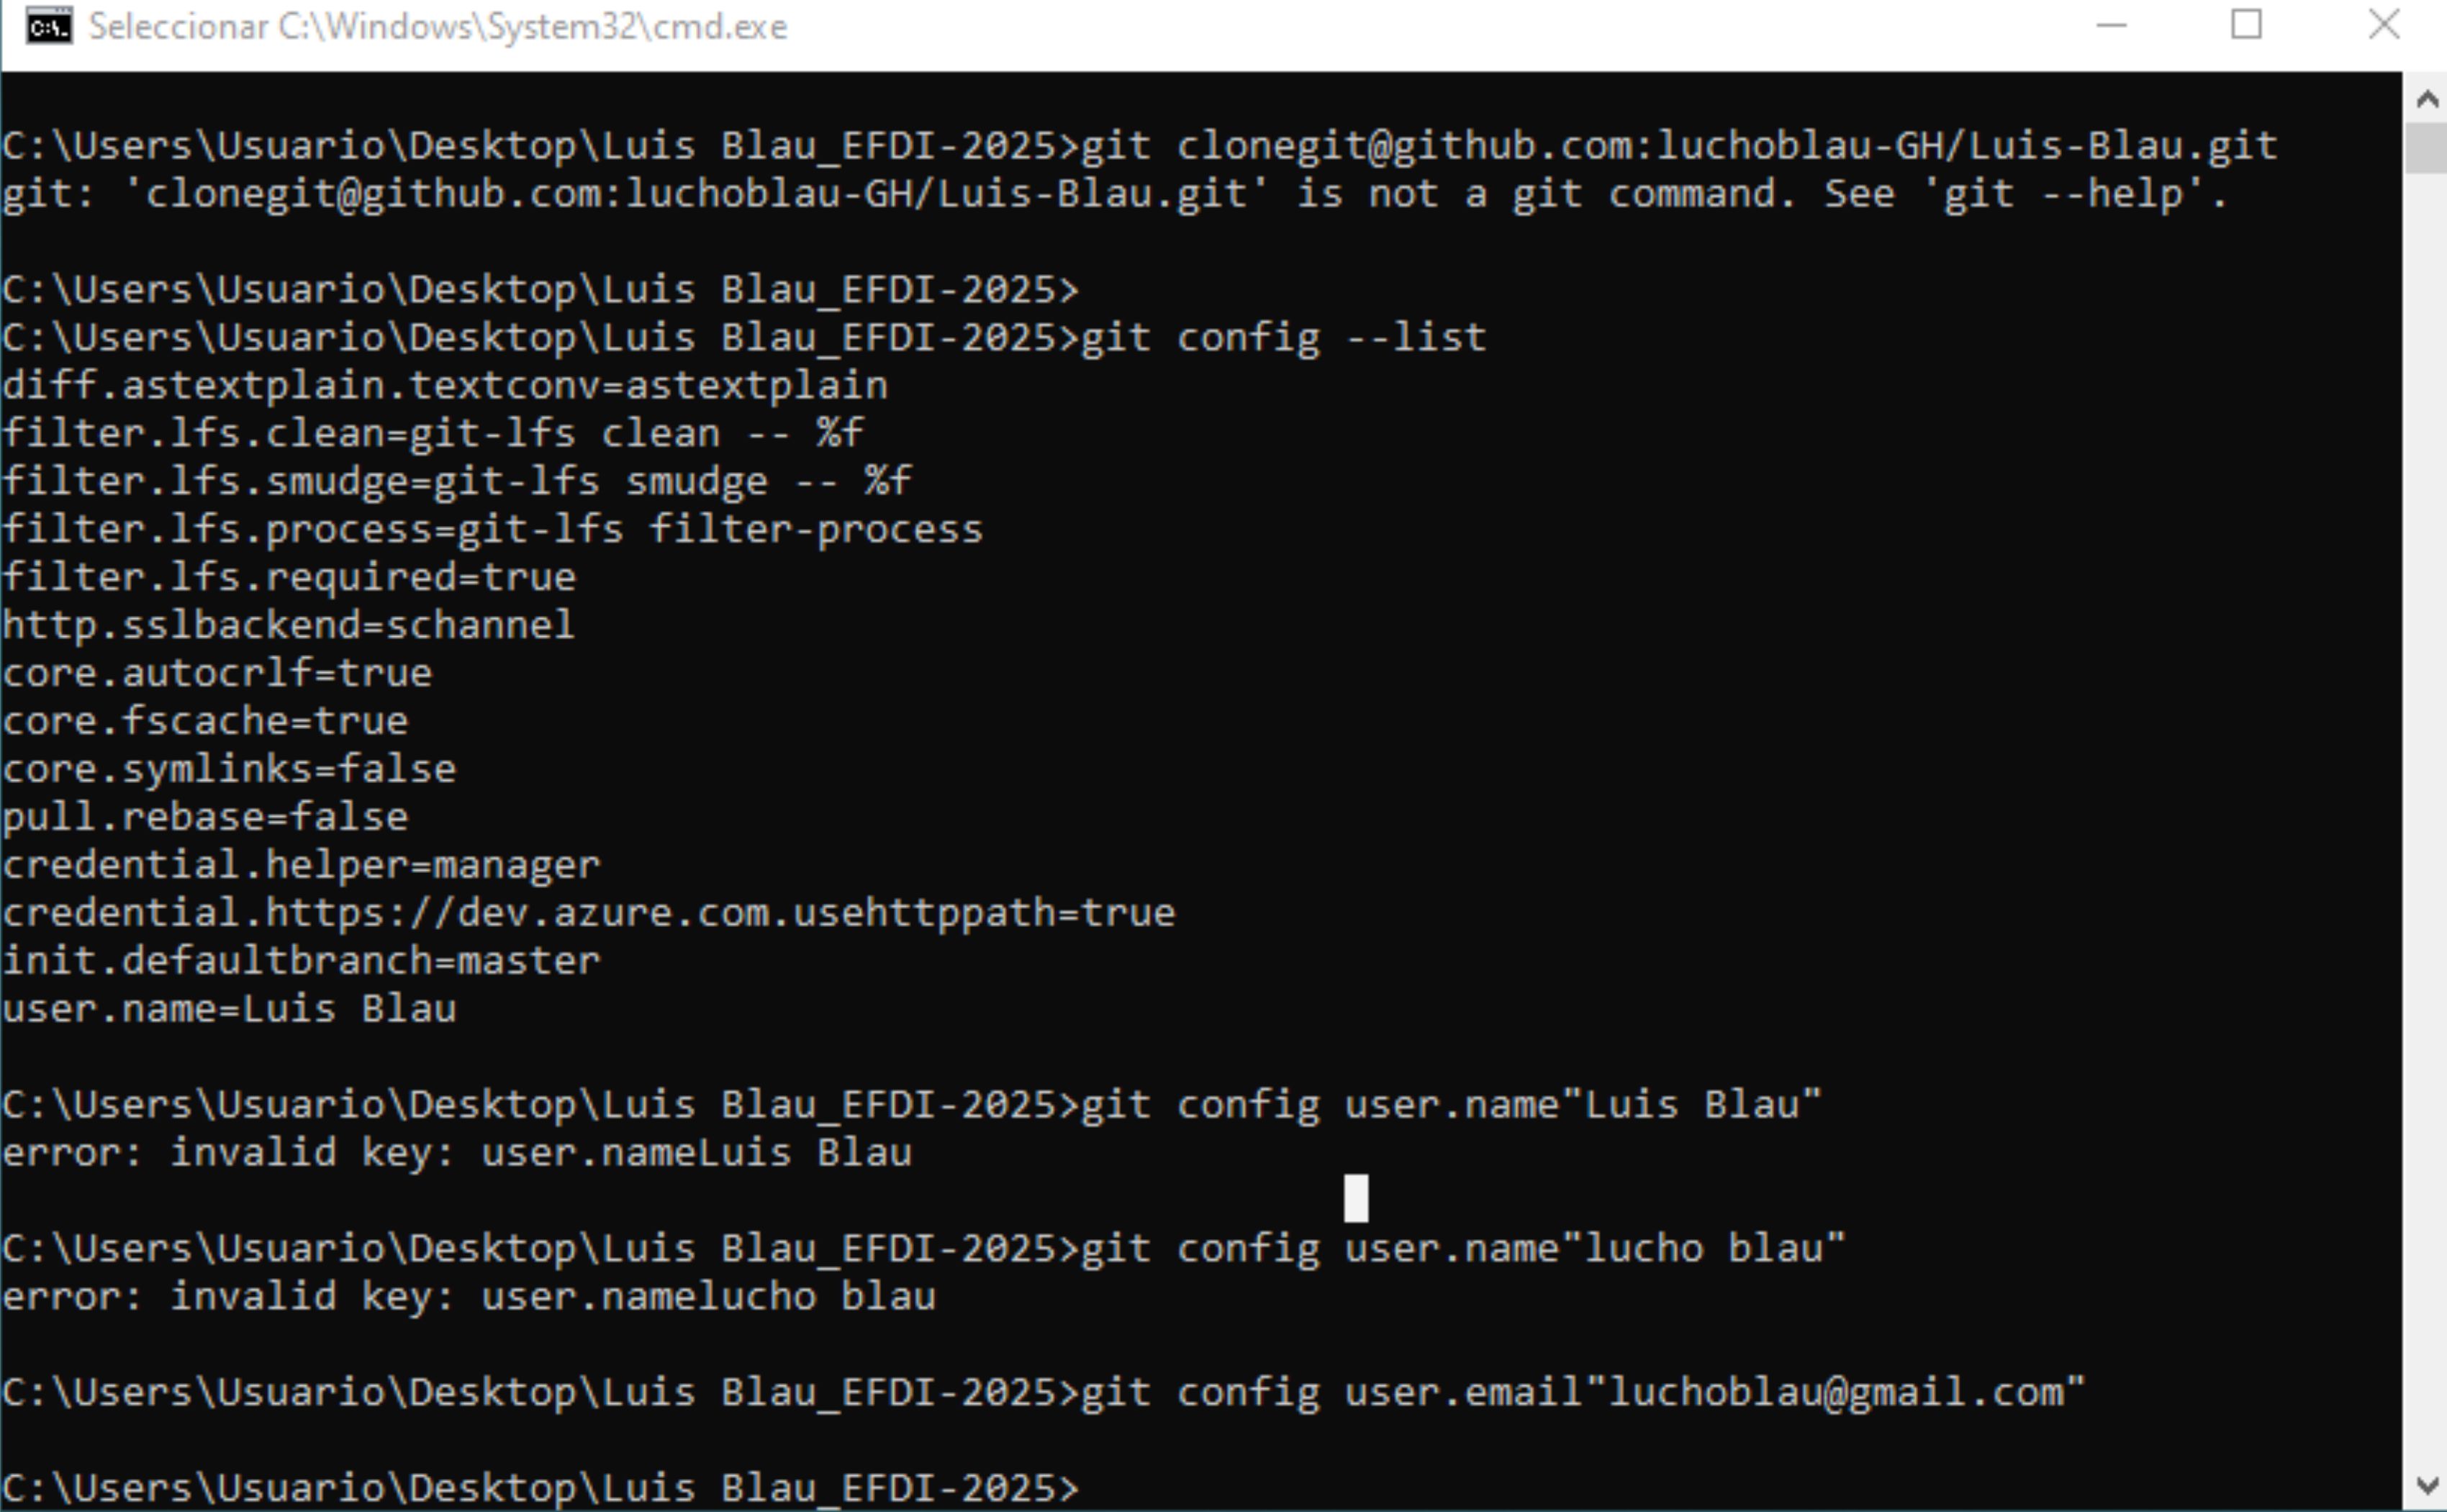 Seleccionar C:\Windows\System32\cmd.exe
C:\Users\Usuario\Desktop\Luis Blau_EFDI-2025>git clonegit@github.com:luchoblau-GH/Luis-Blau.git
git: 'clonegit@github.com:luchoblau-GH/Luis-Blau.git' is not a git command. See 'git --help'.
C:\Users\Usuario\Desktop\Luis Blau_EFDI-2025>
C:\Users\Usuario\Desktop\Luis Blau_EFDI-2025>git config --list
diff.astextplain.textconv=astextplain
filter.lfs.clean=git-lfs clean -- %f
filter.lfs.smudge=git-lfs smudge -- %f
filter.lfs.process=git-lfs filter-process
filter.lfs.required=true
http.sslbackend=schannel
core.autocrlf=true
core.fscache=true
core.symlinks=false
pull.rebase=false
credential.helper=manager
credential.https://dev.azure.com.usehttppath=true
init.defaultbranch=master
user.name=Luis Blau
C:\Users\Usuario\Desktop\Luis Blau_EFDI-2025>git config user.name"Luis Blau"
error: invalid key: user.nameLuis Blau
C:\Users\Usuario\Desktop\Luis Blau_EFDI-2025>git config user.name"lucho blau"
error: invalid key: user.namelucho blau
C:\Users\Usuario\Desktop\Luis Blau_EFDI-2025>git config user.email"luchoblau@gmail.com"
C:\Users\Usuario\Desktop\Luis Blau_EFDI-2025>